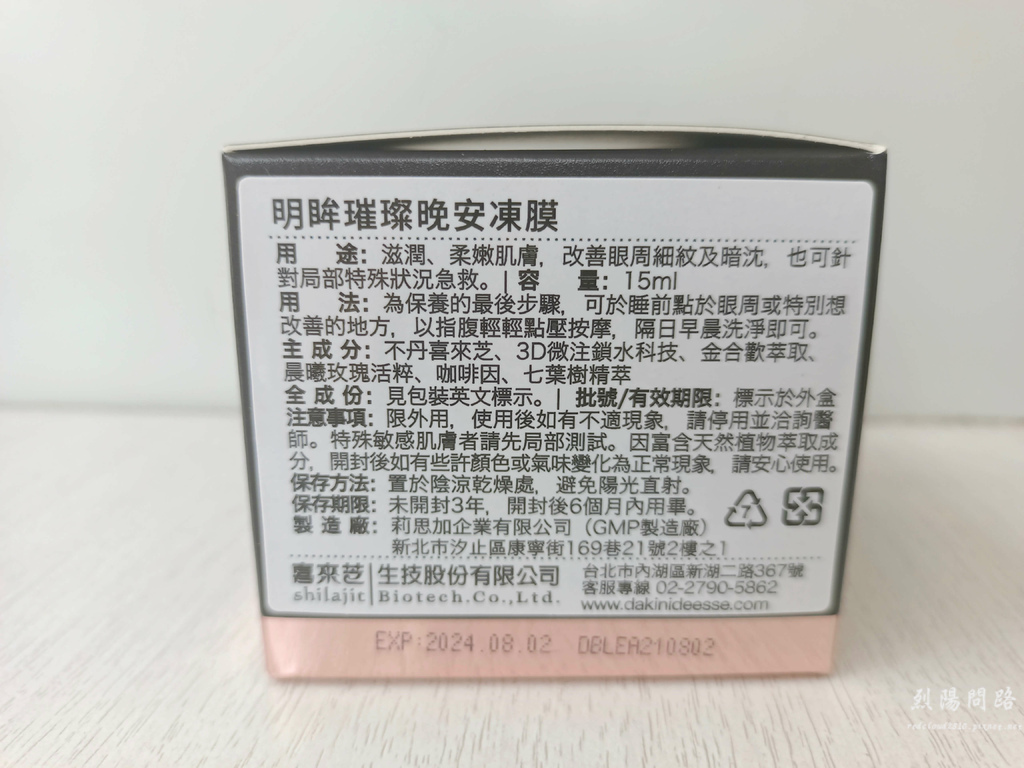 明眸璀璨晚安凍膜
用　途：滋潤、柔嫩肌膚，改善眼周細紋及暗沈，也可針
對局部特殊狀況急救。| 容　量：15ml
用　法：為保養的最後步驟，可於睡前點於眼周或特別想
改善的地方，以指腹輕輕點壓按摩，隔日早晨洗淨即可。
主成分：不丹喜來芝、3D微注鎖水科技、金合歡萃取、
晨曦玫瑰活粹、咖啡因、七葉樹精萃
全成份：見包裝英文標示。| 批號/有效期限：標示於外盒
注意事項：限外用，使用後如有不適現象，請停用並洽詢醫
師。特殊敏感肌膚者請先局部測試。因富含天然植物萃取成
分，開封後如有些許顏色或氣味變化為正常現象，請安心使用。
保存方法：置於陰涼乾燥處，避免陽光直射。
保存期限：未開封3年，開封後6個月內用畢。
製造廠：莉思加企業有限公司（GMP製造廠）
新北市汐止區康寧街169巷21號2樓之1
喜來芝 生技股份有限公司
shilajit Biotech.Co.,Ltd.
台北市內湖區新湖二路367號
客服專線 02-2790-5862
www.dakinideesse.com
EXP:2024.08.02 DBLEA210802
烈陽問路